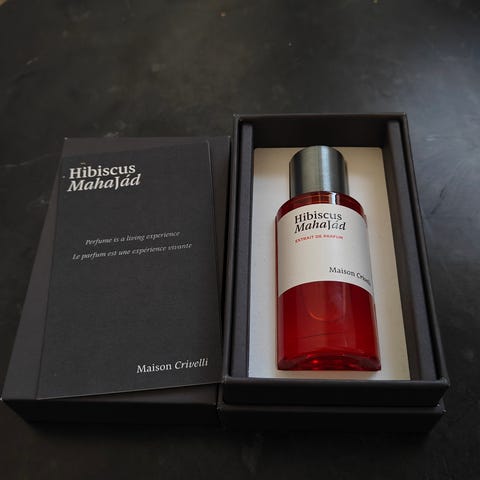 Hibiscus
MahaJád
Perfume is a living experience
Le parfum est une expérience vivante
Maison Crivelli
Hibiscus
MahaJád
EXTRAIT DE PARFUM
Maison Crivelli